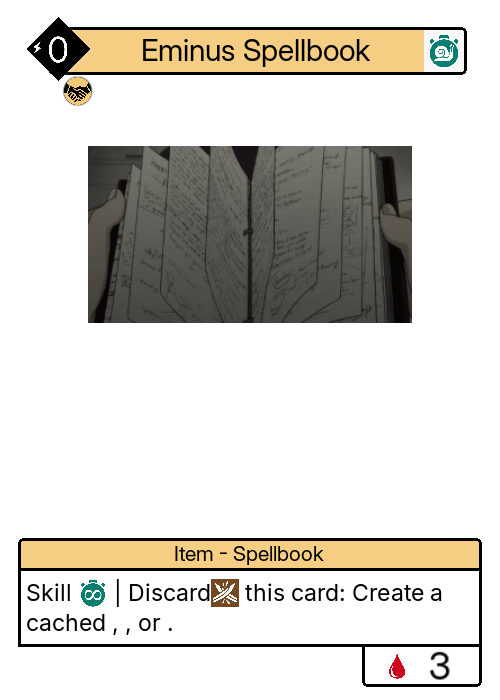 0
Eminus Spellbook
Item - Spellbook
Skill | Discard this card: Create a
cached , , or .
3